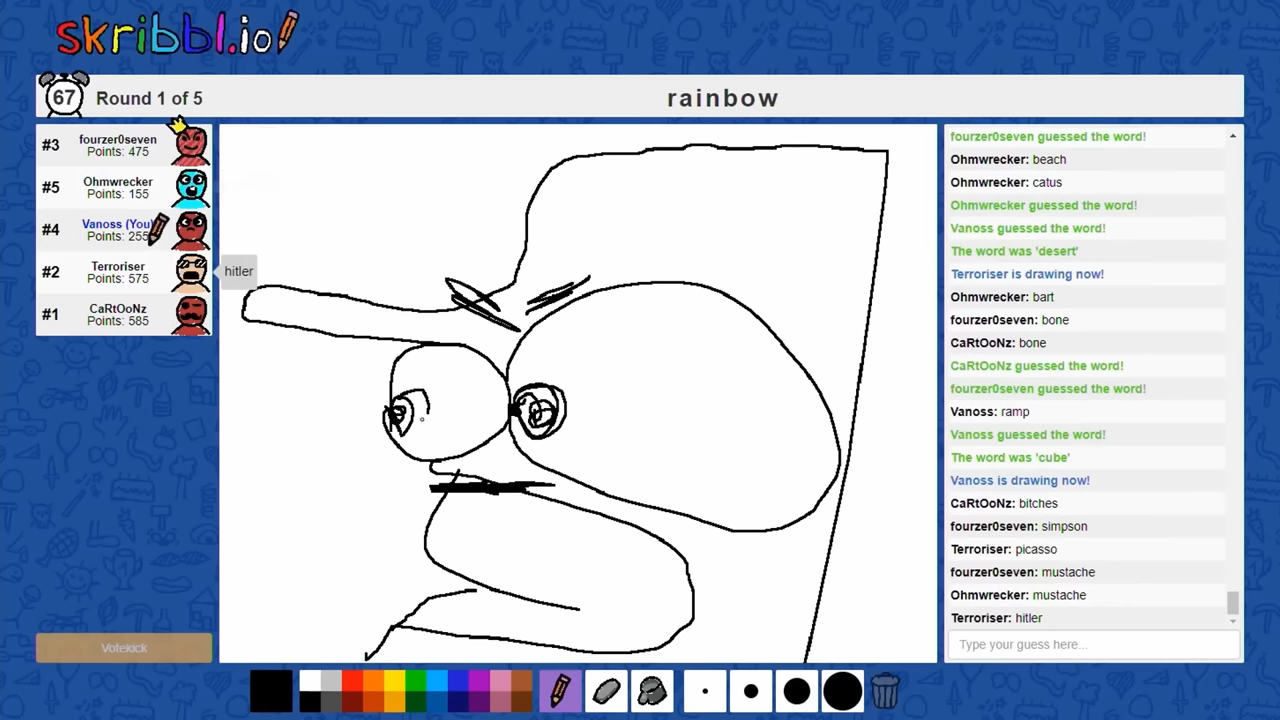 skribbl.io
67
Round 1 of 5
rainbow
#3
fourzer0seven
Points: 475
#5
Ohmwrecker
Points: 155
#4
Vanoss (You)
Points: 255
#2
Terroriser
Points: 575
hitler
#1
CaRtOoNz
Points: 585
Votekick
fourzer0seven guessed the word!
Ohmwrecker: beach
Ohmwrecker: catus
Ohmwrecker guessed the word!
Vanoss guessed the word!
The word was 'desert'
Terroriser is drawing now!
Ohmwrecker: bart
fourzer0seven: bone
CaRtOoNz: bone
CaRtOoNz guessed the word!
fourzer0seven guessed the word!
Vanoss: ramp
Vanoss guessed the word!
The word was 'cube'
Vanoss is drawing now!
CaRtOoNz: bitches
fourzer0seven: simpson
Terroriser: picasso
fourzer0seven: mustache
Ohmwrecker: mustache
Terroriser: hitler
Type your guess here...